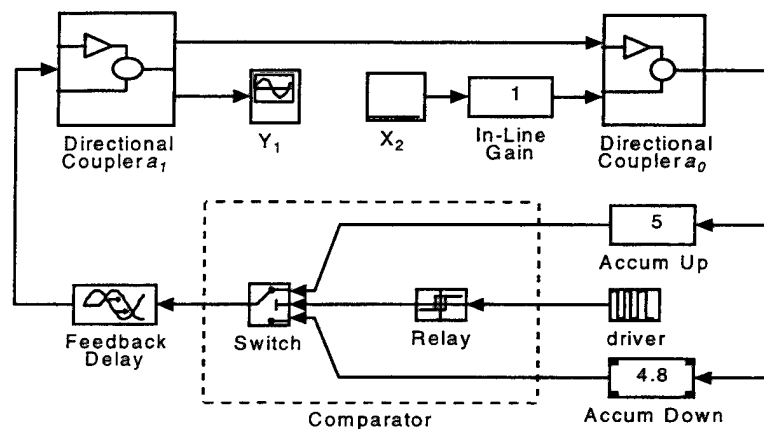 Directional
Coupler a1
Y1
X2
1
In-Line
Gain
Directional
Coupler a0
5
Accum Up
Feedback
Delay
Switch
Relay
driver
4.8
Accum Down
Comparator